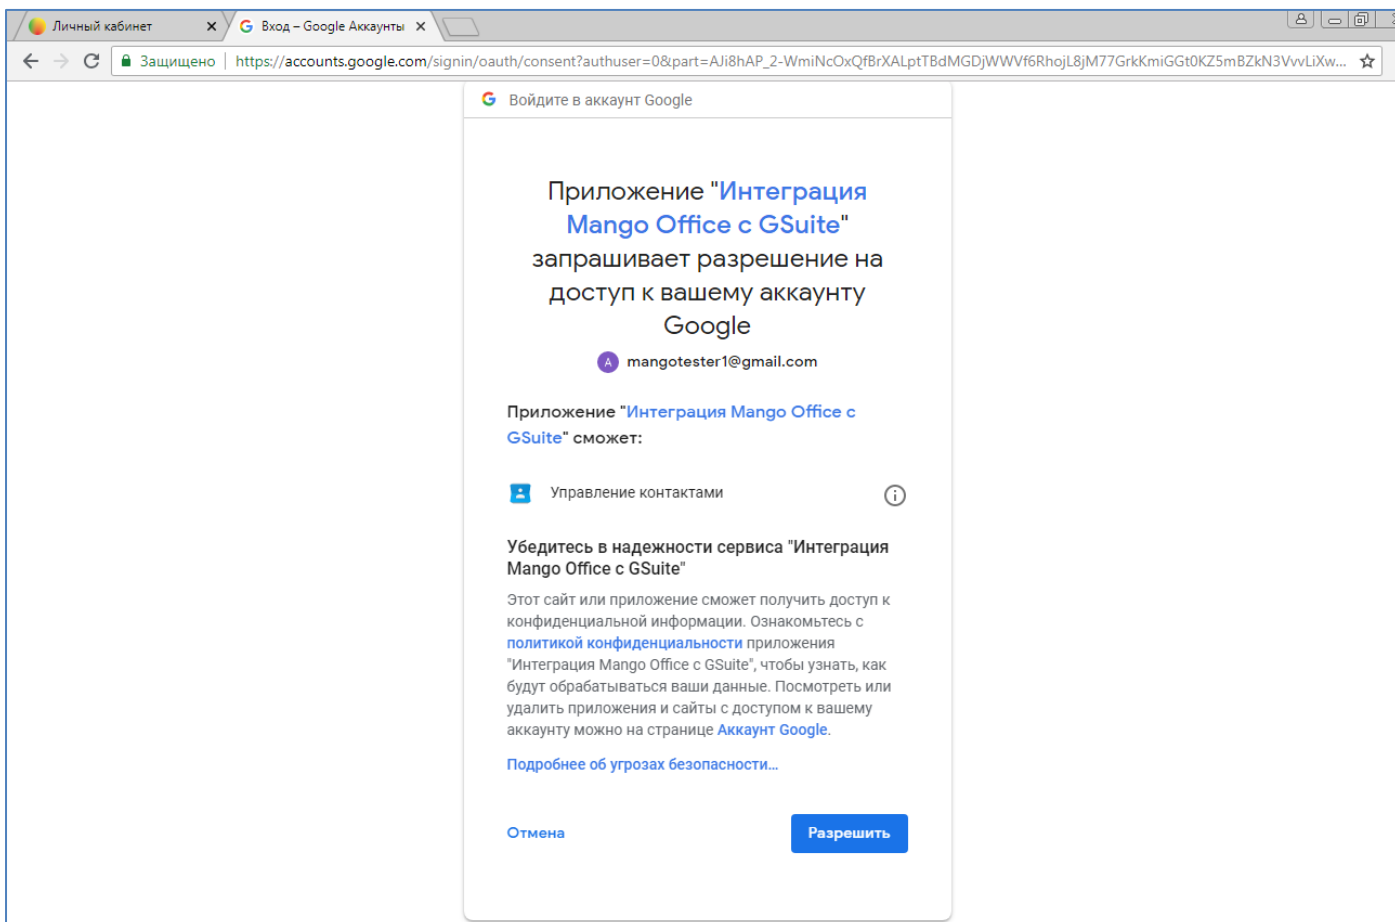 Личный кабинет
Вход – Google Аккаунты
Защищено
https://accounts.google.com/signin/oauth/consent?authuser=0&part=AJi8hAP_2-WmiNcOxQfBrXALptTBdMGDjWWVf6RhojL8jM77GrkKmiGGt0KZ5mBZkN3VvvLiXw...
Войдите в аккаунт Google
Приложение "Интеграция
Mango Office с GSuite"
запрашивает разрешение на
доступ к вашему аккаунту
Google
A mangotester1@gmail.com
Приложение "Интеграция Mango Office с
GSuite" сможет:
Управление контактами
Убедитесь в надежности сервиса "Интеграция
Mango Office с GSuite"
Этот сайт или приложение сможет получить доступ к
конфиденциальной информации. Ознакомьтесь с
политикой конфиденциальности приложения
"Интеграция Mango Office с GSuite", чтобы узнать, как
будут обрабатываться ваши данные. Посмотреть или
удалить приложения и сайты с доступом к вашему
аккаунту можно на странице Аккаунт Google.
Подробнее об угрозах безопасности...
Отмена
Разрешить